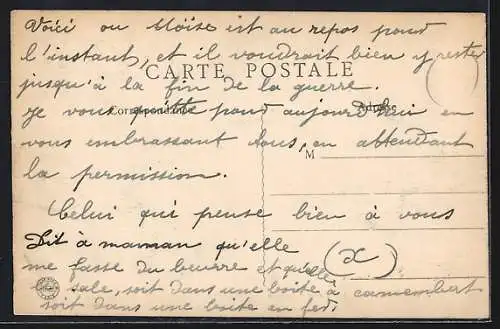 Voici ou Moïse est au repos pour
l'instant, et il voudrait bien y rester
CARTE POSTALE
jusqu'à la fin de la guerre.
Correspondance
Adresse
Je vous quitte pour aujourd'hui en
vous embrassant tous, en attendant
M
la permission.
Celui qui pense bien à vous
Dit à maman qu'elle
(x)
me fasse du beurre et qu'elle
le sale, soit dans une boite à camembert
soit dans une boite en fer.